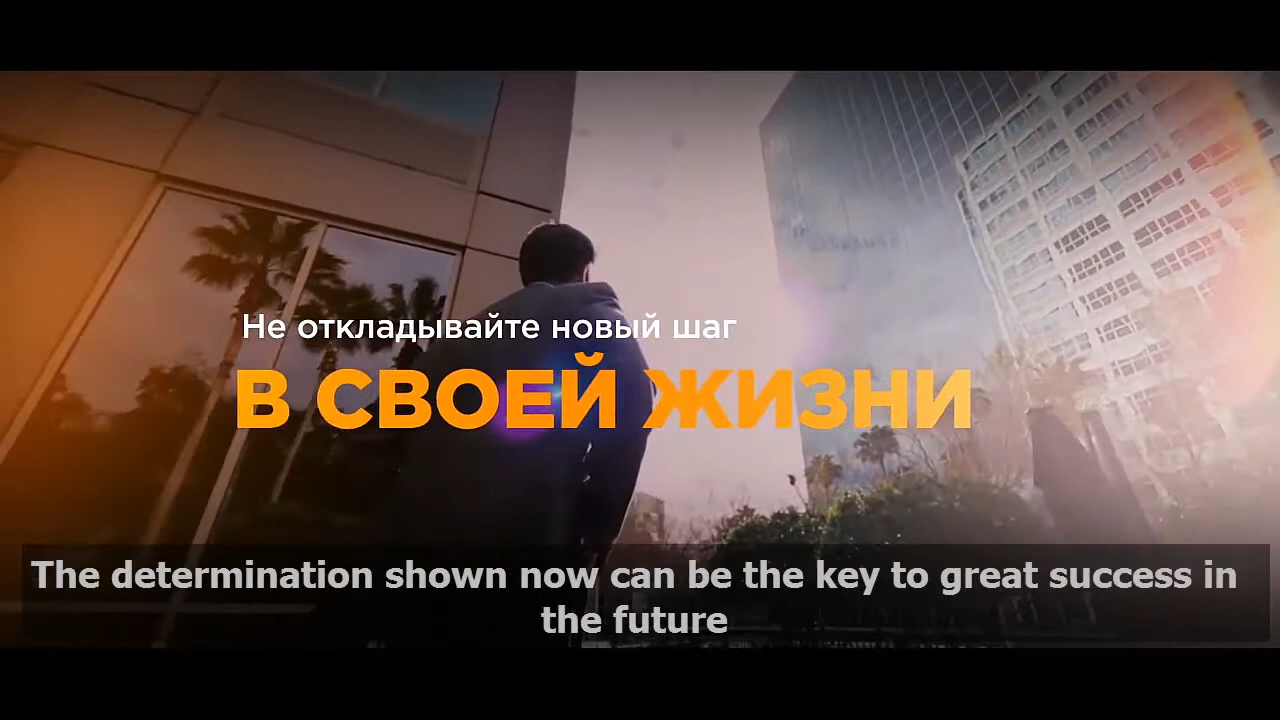 Не откладывайте новый шаг
В СВОЕЙ ЖИЗНИ
The determination shown now can be the key to great success in
the future